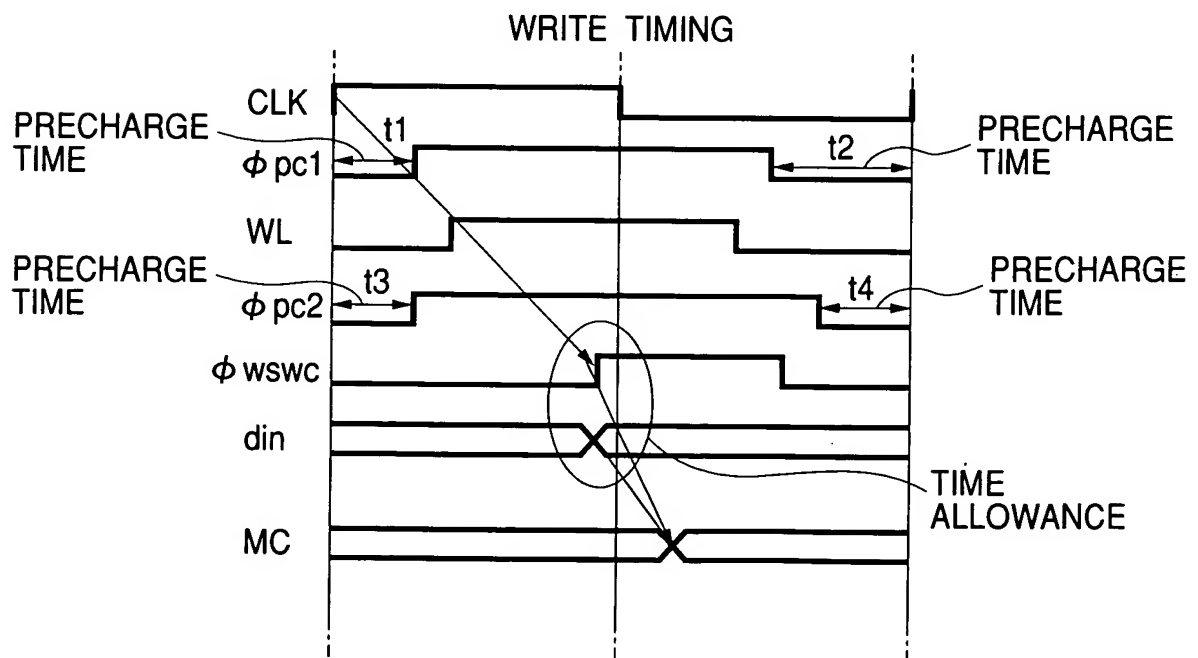 WRITE TIMING
CLK
PRECHARGE
TIME
t1
ϕ pc1
t2
PRECHARGE
TIME
WL
PRECHARGE
TIME
t3
ϕ pc2
t4
PRECHARGE
TIME
ϕ wswc
din
TIME
ALLOWANCE
MC